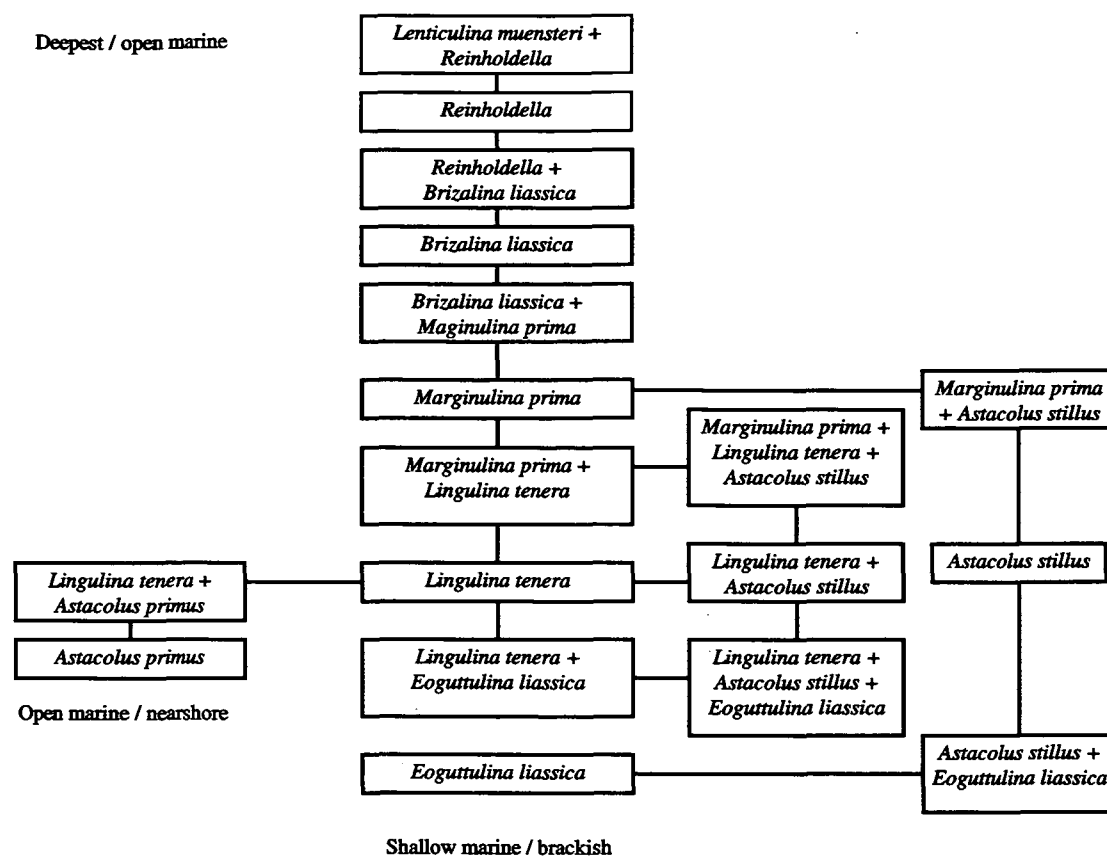 Deepest / open marine
Lenticulina muensteri +
Reinholdella
Reinholdella
Reinholdella +
Brizalina liassica
Brizalina liassica
Brizalina liassica +
Maginulina prima
Marginulina prima
Marginulina prima
+ Astacolus stillus
Marginulina prima +
Lingulina tenera
Marginulina prima +
Lingulina tenera +
Astacolus stillus
Lingulina tenera +
Astacolus primus
Lingulina tenera
Lingulina tenera +
Astacolus stillus
Astacolus stillus
Astacolus primus
Lingulina tenera +
Eoguttulina liassica
Lingulina tenera +
Astacolus stillus +
Eoguttulina liassica
Open marine / nearshore
Eoguttulina liassica
Astacolus stillus +
Eoguttulina liassica
Shallow marine / brackish